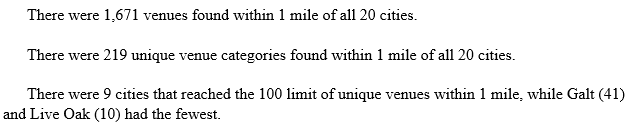 There were 1,671 venues found within 1 mile of all 20 cities.
There were 219 unique venue categories found within 1 mile of all 20 cities.
There were 9 cities that reached the 100 limit of unique venues within 1 mile, while Galt (41)
and Live Oak (10) had the fewest.